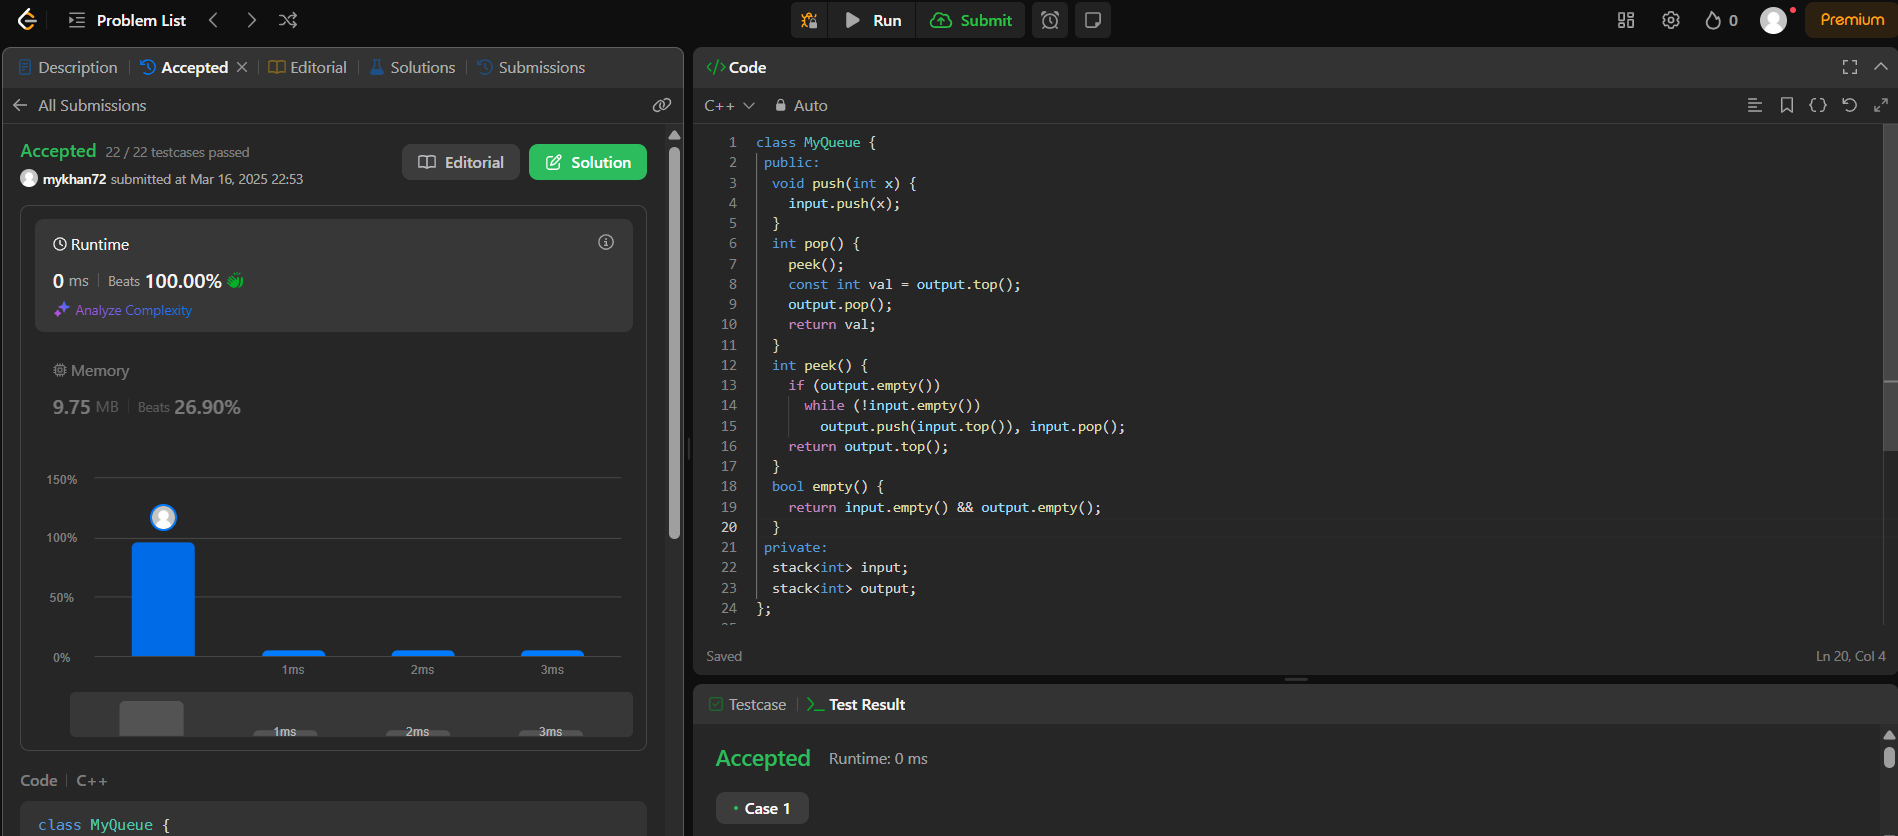 Problem List
Run
Submit
0
Premium
Description
Accepted
Editorial
Solutions
Submissions
All Submissions
Accepted 22 / 22 testcases passed
mykhan72 submitted at Mar 16, 2025 22:53
Editorial
Solution
Runtime
0 ms Beats 100.00%
Analyze Complexity
Memory
9.75 MB Beats 26.90%
150%
100%
50%
0%
1ms 2ms 3ms
1ms 2ms 3ms
Code C++
class MyQueue {
</> Code
C++ Auto
1 class MyQueue {
2 public:
3 void push(int x) {
4 input.push(x);
5 }
6 int pop() {
7 peek();
8 const int val = output.top();
9 output.pop();
10 return val;
11 }
12 int peek() {
13 if (output.empty())
14 while (!input.empty())
15 output.push(input.top()), input.pop();
16 return output.top();
17 }
18 bool empty() {
19 return input.empty() && output.empty();
20 }
21 private:
22 stack<int> input;
23 stack<int> output;
24 };
Saved
Ln 20, Col 4
Testcase
Test Result
Accepted Runtime: 0 ms
• Case 1